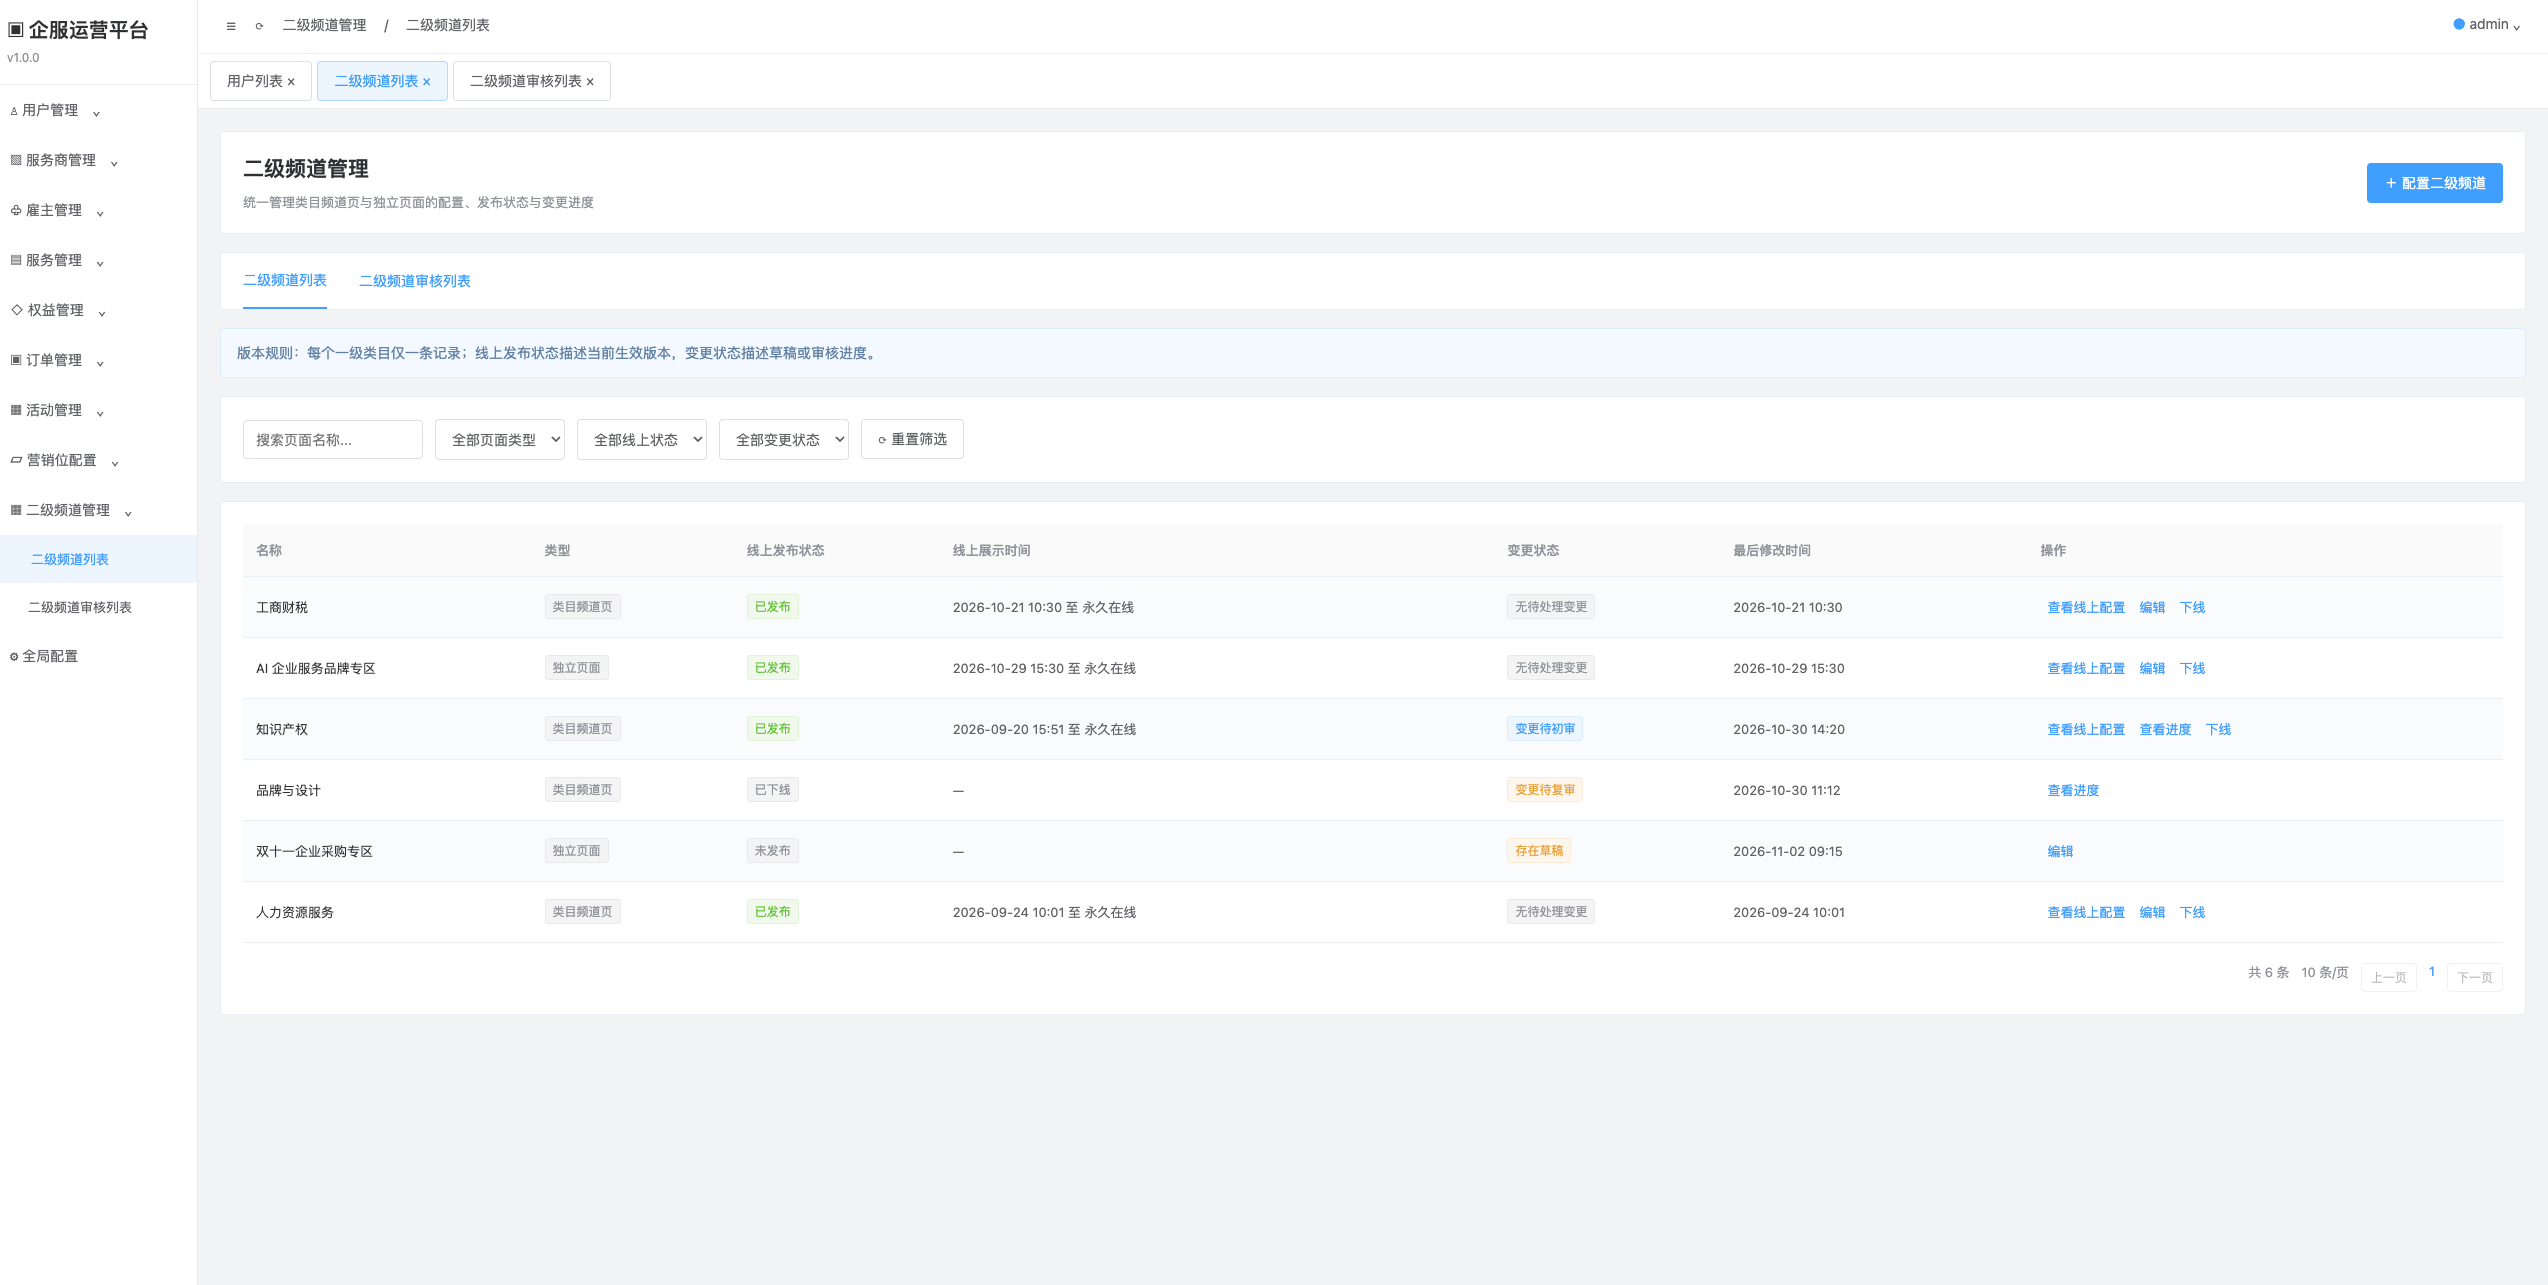 企服运营平台
v1.0.0
用户管理
服务商管理
雇主管理
服务管理
权益管理
订单管理
活动管理
营销位配置
二级频道管理
二级频道列表
二级频道审核列表
全局配置
二级频道管理 / 二级频道列表
admin
用户列表 × 二级频道列表 × 二级频道审核列表 ×
二级频道管理
统一管理类目频道页与独立页面的配置、发布状态与变更进度
+ 配置二级频道
二级频道列表 二级频道审核列表
版本规则：每个一级类目仅一条记录；线上发布状态描述当前生效版本，变更状态描述草稿或审核进度。
搜索页面名称... 全部页面类型 全部线上状态 全部变更状态 重置筛选
名称 类型 线上发布状态 线上展示时间 变更状态 最后修改时间 操作
工商财税 类目频道页 已发布 2026-10-21 10:30 至 永久在线 无待处理变更 2026-10-21 10:30 查看线上配置 编辑 下线
AI 企业服务品牌专区 独立页面 已发布 2026-10-29 15:30 至 永久在线 无待处理变更 2026-10-29 15:30 查看线上配置 编辑 下线
知识产权 类目频道页 已发布 2026-09-20 15:51 至 永久在线 变更待初审 2026-10-30 14:20 查看线上配置 查看进度 下线
品牌与设计 类目频道页 已下线 — 变更待复审 2026-10-30 11:12 查看进度
双十一企业采购专区 独立页面 未发布 — 存在草稿 2026-11-02 09:15 编辑
人力资源服务 类目频道页 已发布 2026-09-24 10:01 至 永久在线 无待处理变更 2026-09-24 10:01 查看线上配置 编辑 下线
共 6 条 10 条/页 上一页 1 下一页